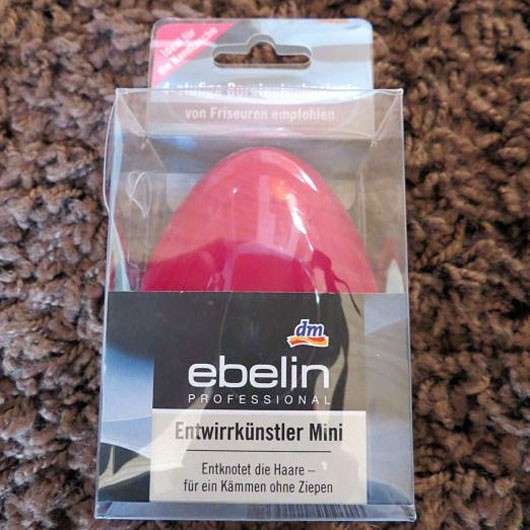 von Friseuren empfohlen
dm
ebelin
PROFESSIONAL
Entwirrkünstler Mini
Entknotet die Haare –
für ein Kämmen ohne Ziepen